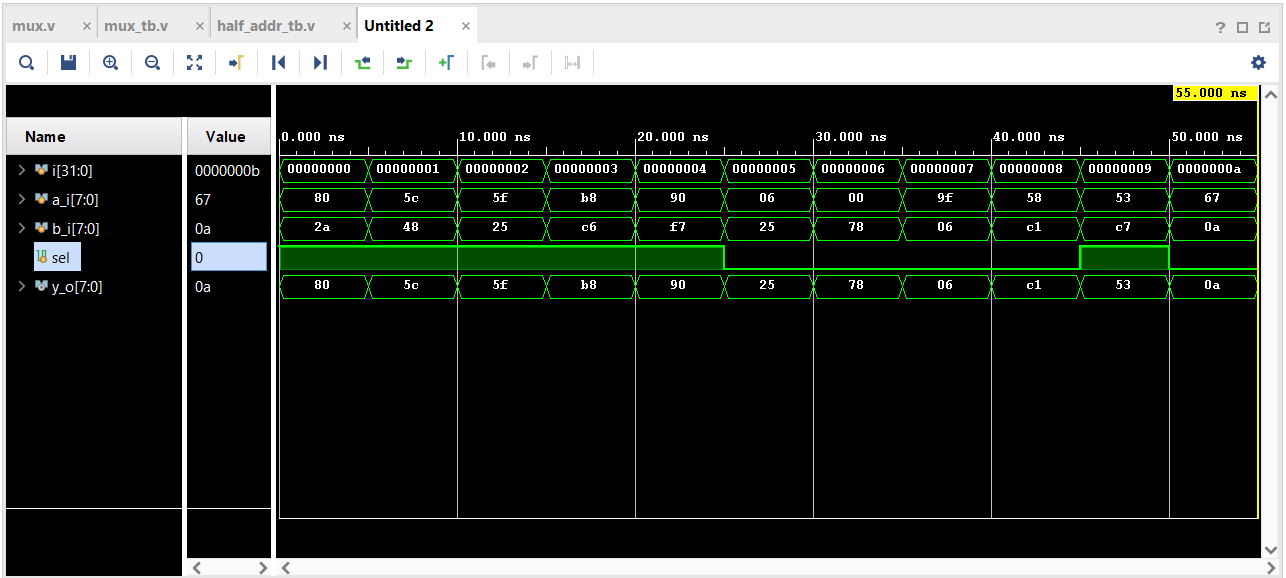 mux.v × mux_tb.v × half_addr_tb.v × Untitled 2 × ?
55.000 ns
Name Value 0.000 ns 10.000 ns 20.000 ns 30.000 ns 40.000 ns 50.000 ns
i[31:0] 0000000b 00000000 00000001 00000002 00000003 00000004 00000005 00000006 00000007 00000008 00000009 0000000a
a_i[7:0] 67 80 5c 5f b8 90 06 00 9f 58 53 67
b_i[7:0] 0a 2a 48 25 c6 f7 25 78 06 c1 c7 0a
sel 0
y_o[7:0] 0a 80 5c 5f b8 90 25 78 06 c1 53 0a